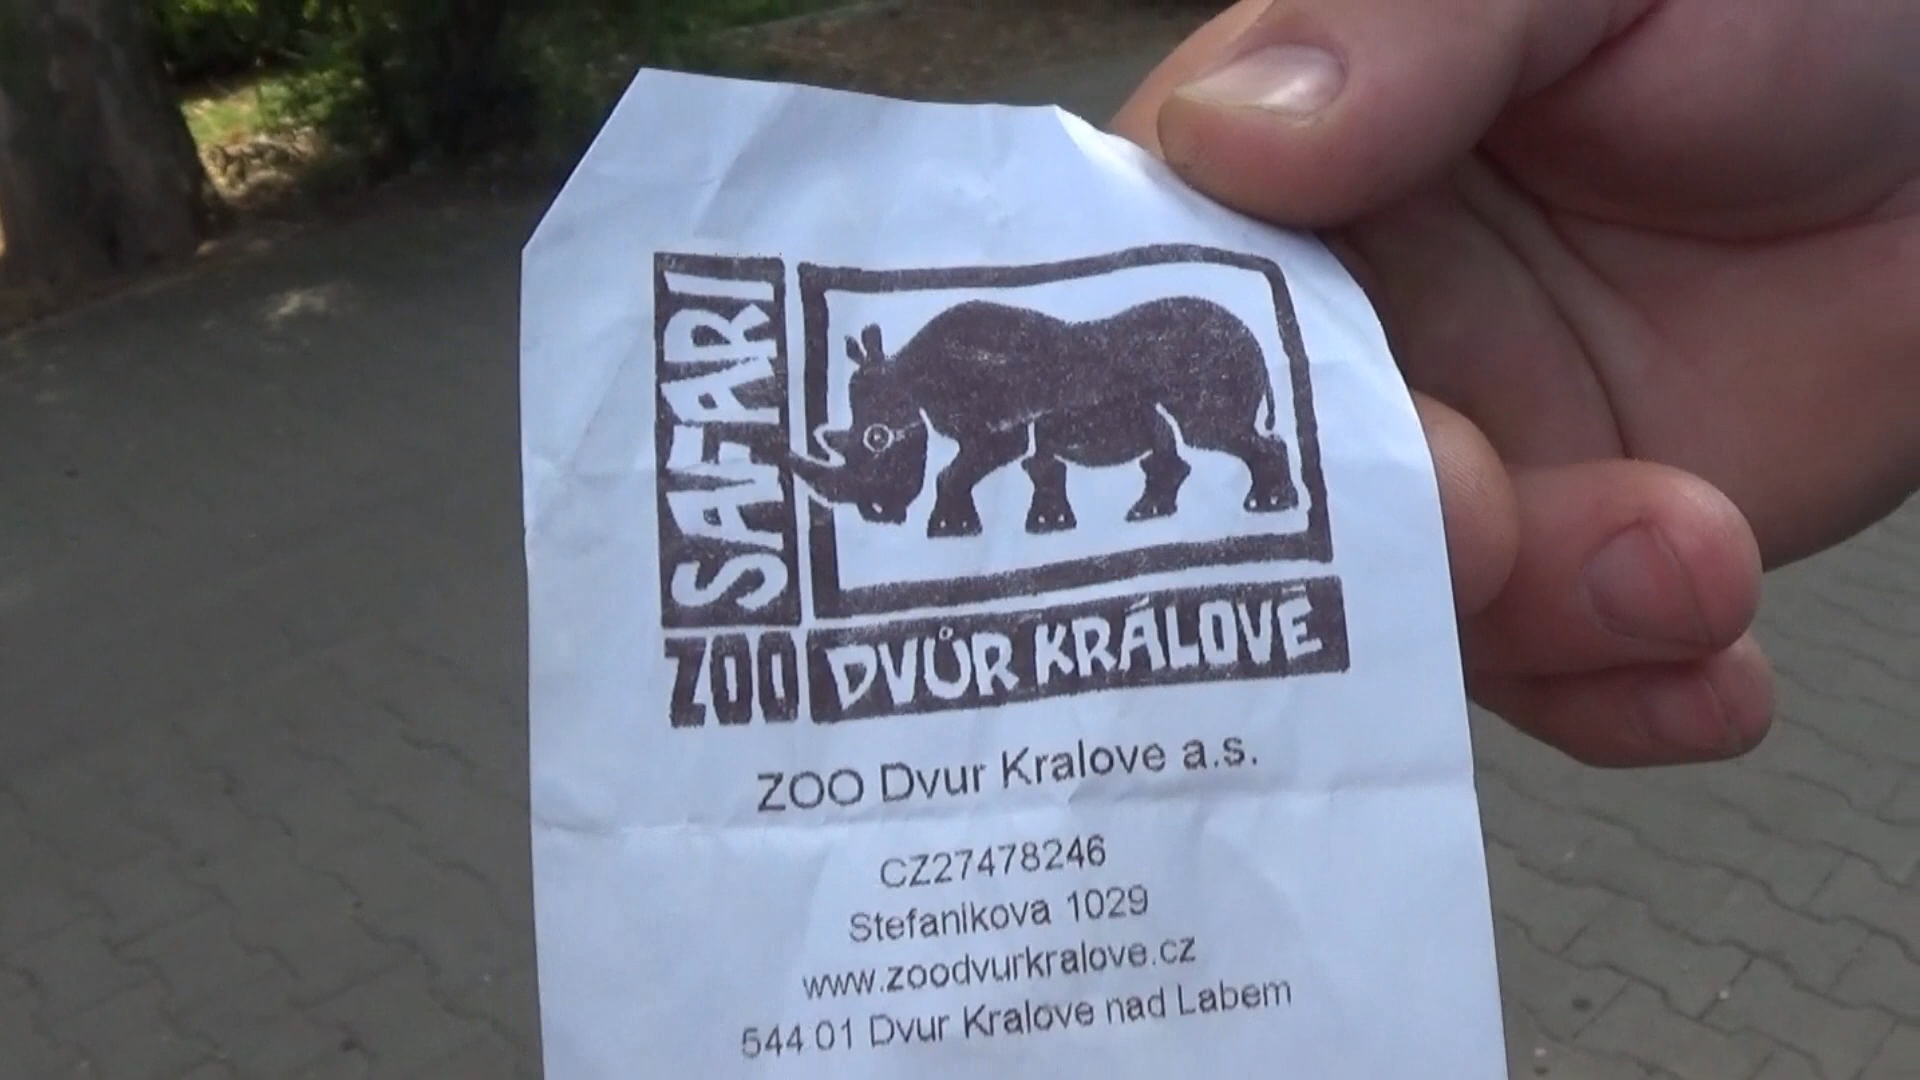 SAFARI
ZOO DVŮR KRÁLOVÉ
ZOO Dvur Kralove a.s.
CZ27478246
Stefanikova 1029
www.zoodvurkralove.cz
544 01 Dvur Kralove nad Labem